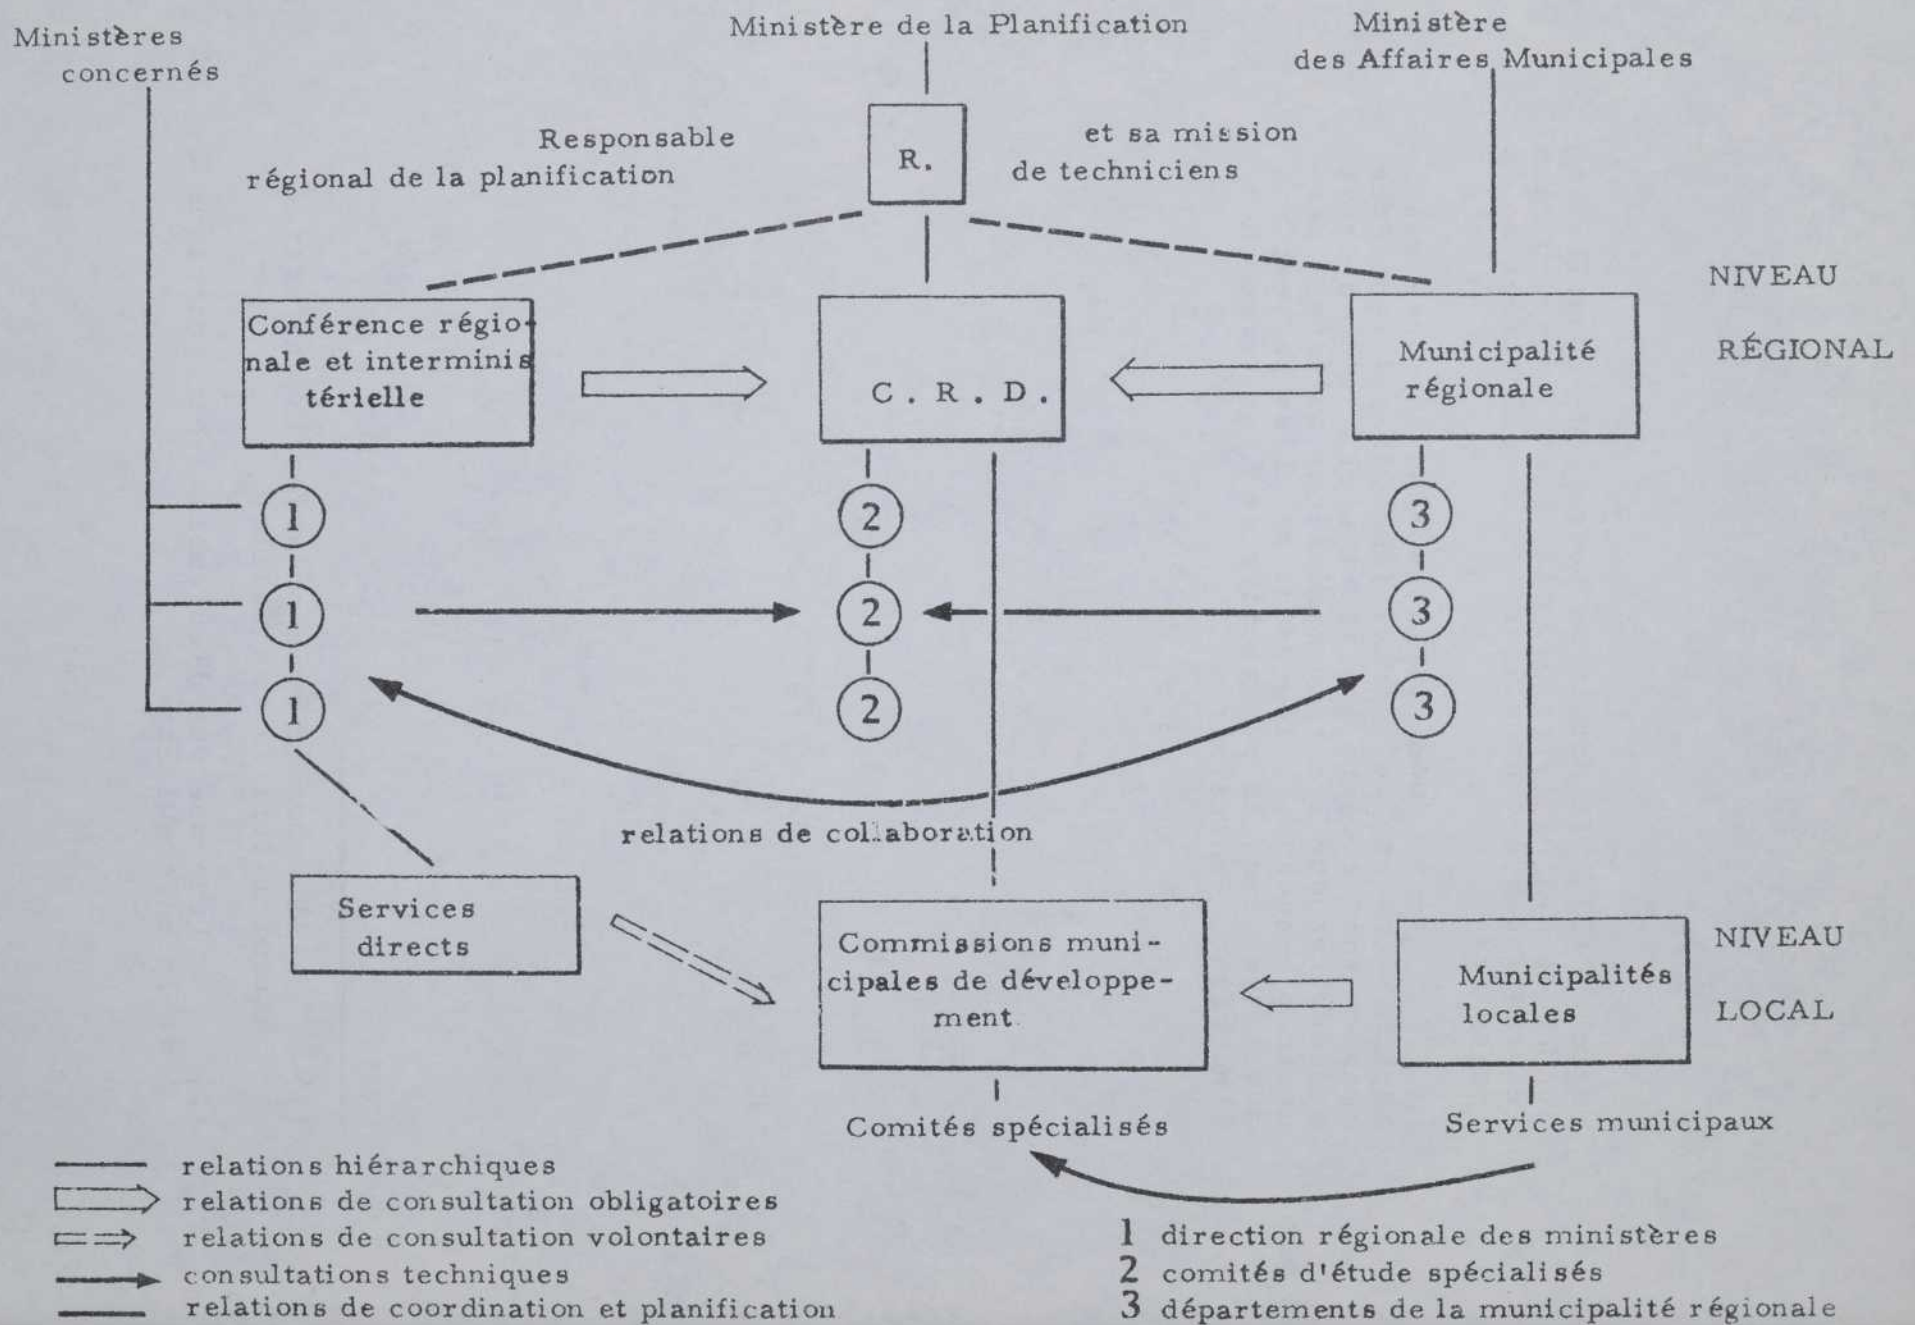 Ministères
concernés
Ministère de la Planification
Ministère
des Affaires Municipales
Responsable
régional de la planification
R.
et sa mission
de techniciens
NIVEAU
RÉGIONAL
Conférence régio-
nale et interminis
térielle
C. R. D.
Municipalité
régionale
1
2
3
1
2
3
1
2
3
relations de collaboration
Services
directs
Commissions muni-
cipales de développe-
ment
Municipalités
locales
NIVEAU
LOCAL
Comités spécialisés
Services municipaux
relations hiérarchiques
relations de consultation obligatoires
relations de consultation volontaires
consultations techniques
relations de coordination et planification
1 direction régionale des ministères
2 comités d'étude spécialisés
3 départements de la municipalité régionale